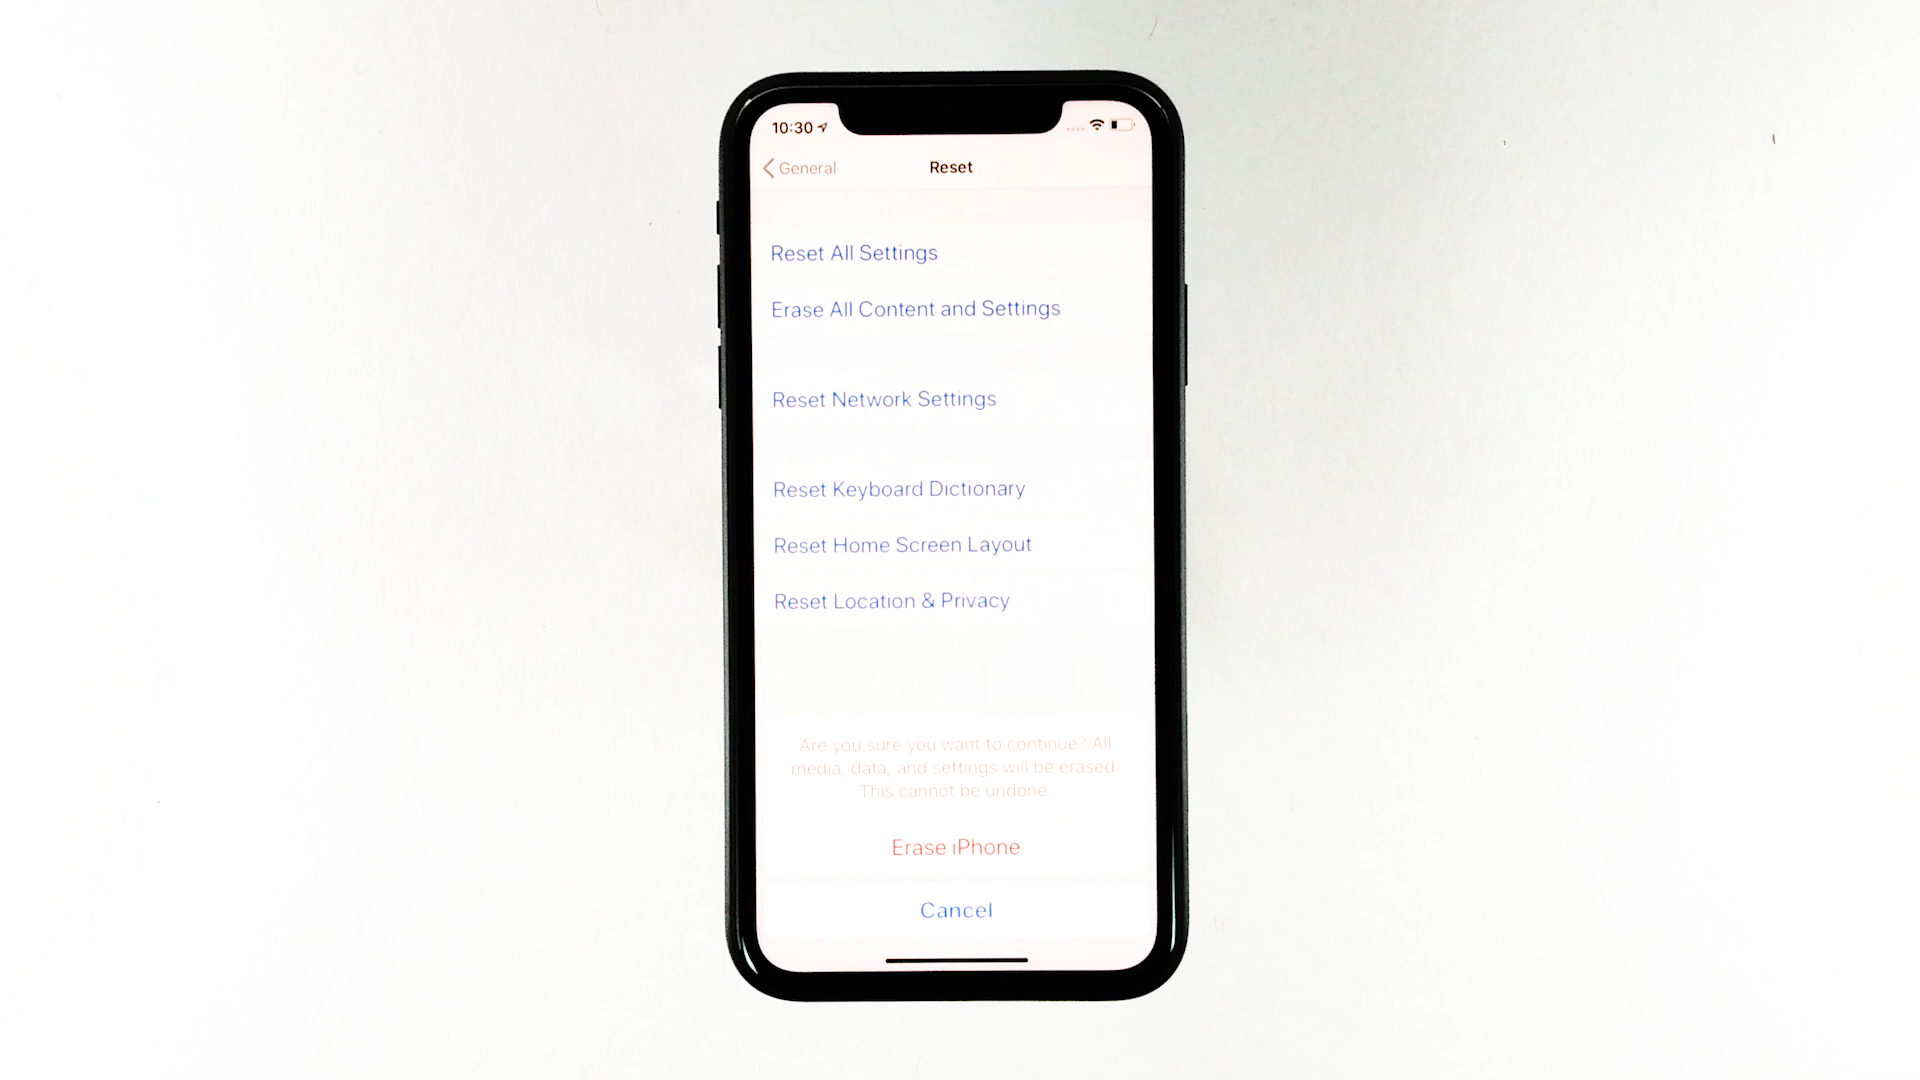 10:30
General
Reset
Reset All Settings
Erase All Content and Settings
Reset Network Settings
Reset Keyboard Dictionary
Reset Home Screen Layout
Reset Location & Privacy
Are you sure you want to continue? All
media, data, and settings will be erased.
This cannot be undone.
Erase iPhone
Cancel